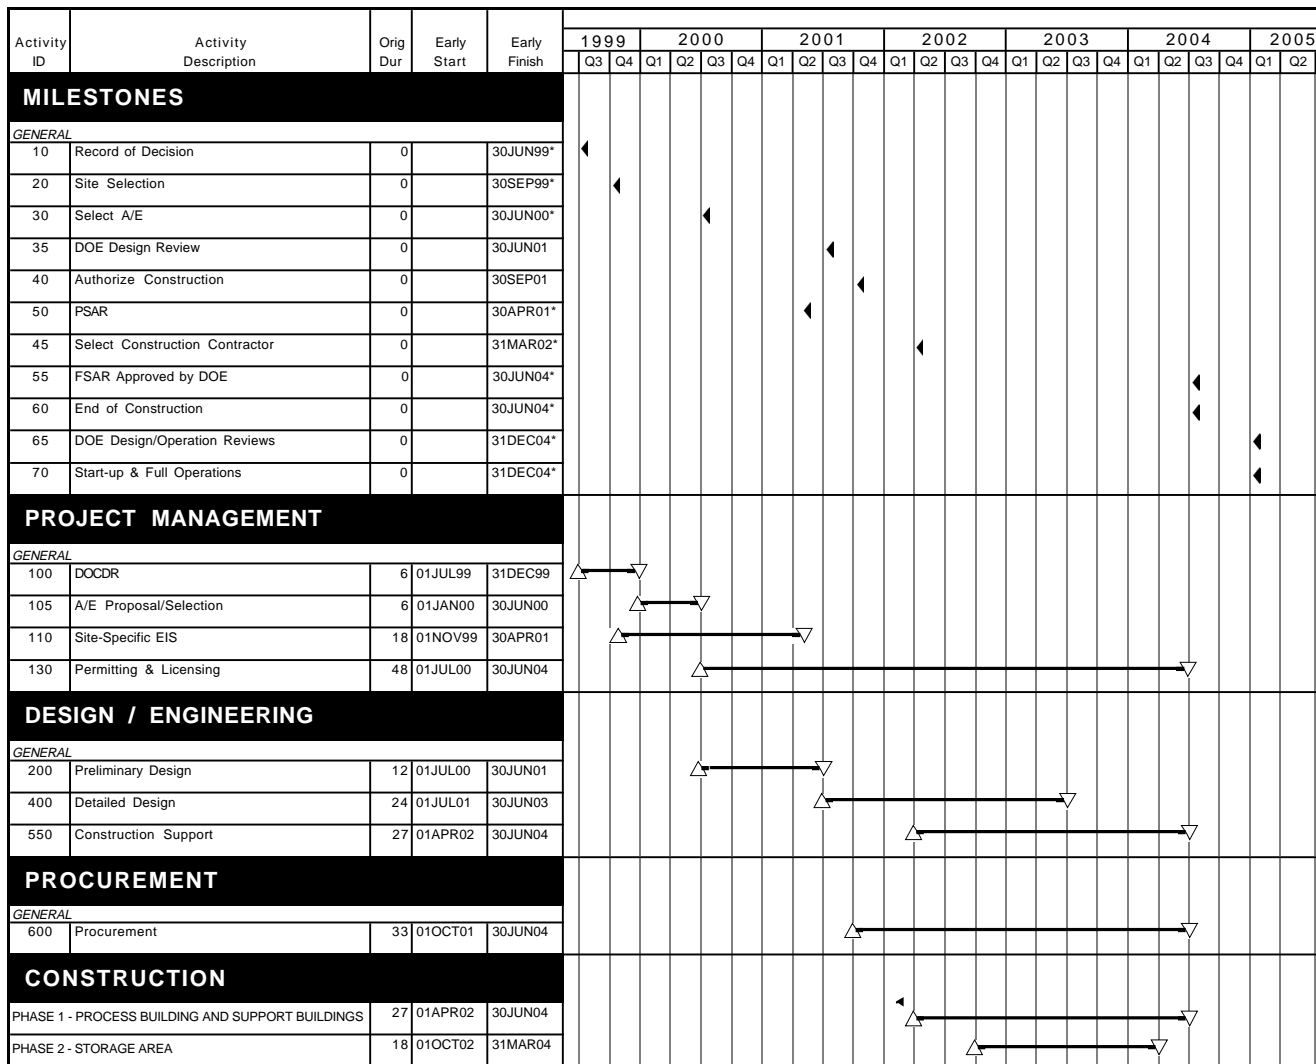 Activity ID Activity Description Orig Dur Early Start Early Finish 1999 2000 2001 2002 2003 2004 2005
Q3 Q4 Q1 Q2 Q3 Q4 Q1 Q2 Q3 Q4 Q1 Q2 Q3 Q4 Q1 Q2 Q3 Q4 Q1 Q2 Q3 Q4 Q1 Q2
MILESTONES
GENERAL
10 Record of Decision 0 30JUN99*
20 Site Selection 0 30SEP99*
30 Select A/E 0 30JUN00*
35 DOE Design Review 0 30JUN01
40 Authorize Construction 0 30SEP01
50 PSAR 0 30APR01*
45 Select Construction Contractor 0 31MAR02*
55 FSAR Approved by DOE 0 30JUN04*
60 End of Construction 0 30JUN04*
65 DOE Design/Operation Reviews 0 31DEC04*
70 Start-up & Full Operations 0 31DEC04*
PROJECT MANAGEMENT
GENERAL
100 DOCDR 6 01JUL99 31DEC99
105 A/E Proposal/Selection 6 01JAN00 30JUN00
110 Site-Specific EIS 18 01NOV99 30APR01
130 Permitting & Licensing 48 01JUL00 30JUN04
DESIGN / ENGINEERING
GENERAL
200 Preliminary Design 12 01JUL00 30JUN01
400 Detailed Design 24 01JUL01 30JUN03
550 Construction Support 27 01APR02 30JUN04
PROCUREMENT
GENERAL
600 Procurement 33 01OCT01 30JUN04
CONSTRUCTION
PHASE 1 - PROCESS BUILDING AND SUPPORT BUILDINGS 27 01APR02 30JUN04
PHASE 2 - STORAGE AREA 18 01OCT02 31MAR04